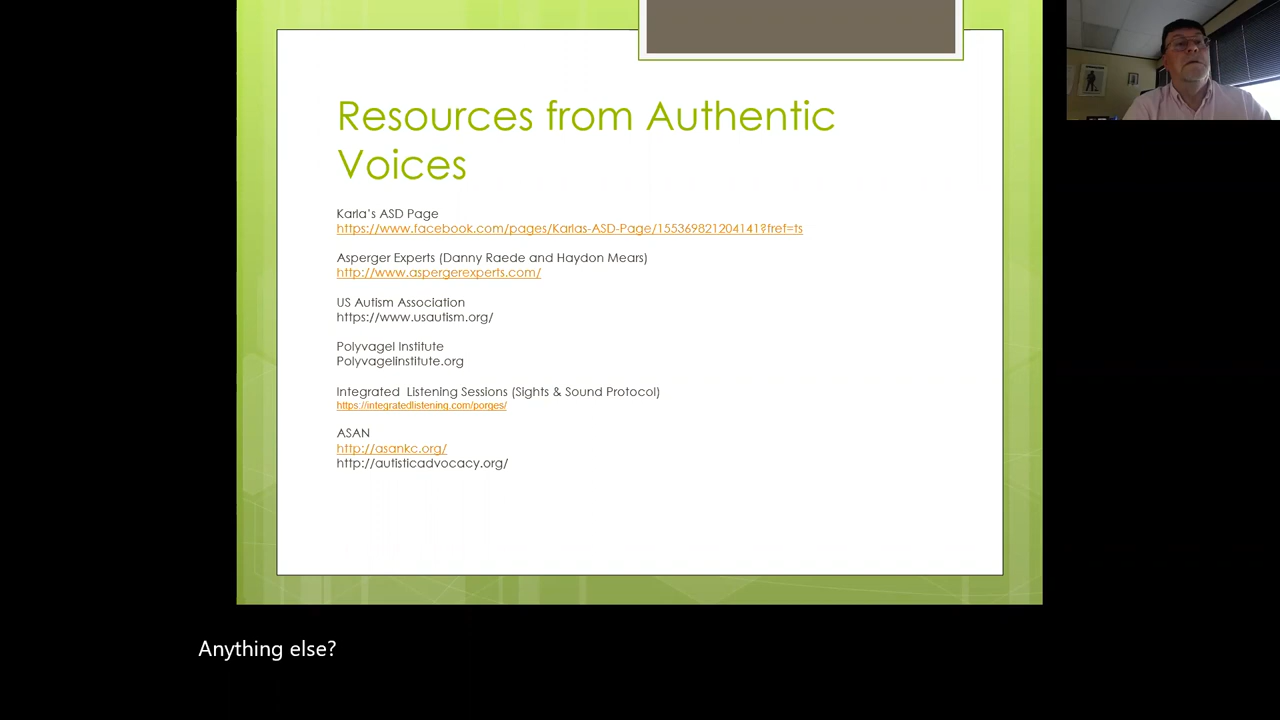 Resources from Authentic
Voices
Karla's ASD Page
https://www.facebook.com/pages/Karlas-ASD-Page/155369821204141?fref=ts
Asperger Experts (Danny Raede and Haydon Mears)
http://www.aspergerexperts.com/
US Autism Association
https://www.usautism.org/
Polyvagel Institute
Polyvagelinstitute.org
Integrated  Listening Sessions (Sights & Sound Protocol)
https://integratedlistening.com/porges/
ASAN
http://asankc.org/
http://autisticadvocacy.org/
Anything else?